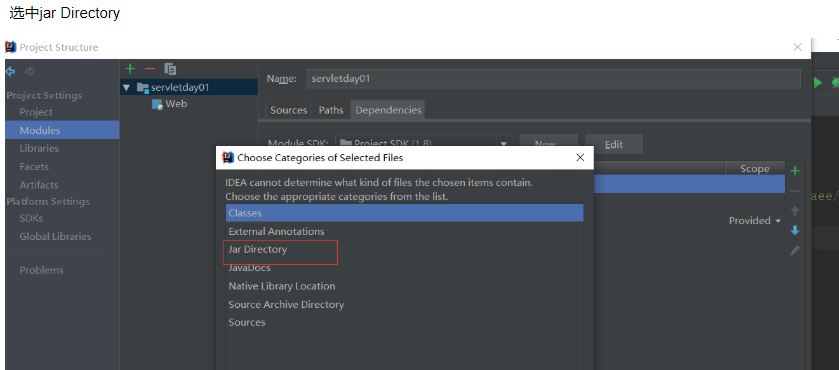 选中jar Directory
Project Structure
Project Settings
Project
Modules
Libraries
Facets
Artifacts
Platform Settings
SDKs
Global Libraries
Problems
servletday01
Web
Name: servletday01
Sources Paths Dependencies
Module SDK: Project SDK (1.8) New Edit
Scope
Provided
aee/
Choose Categories of Selected Files
IDEA cannot determine what kind of files the chosen items contain.
Choose the appropriate categories from the list.
Classes
External Annotations
Jar Directory
JavaDocs
Native Library Location
Source Archive Directory
Sources